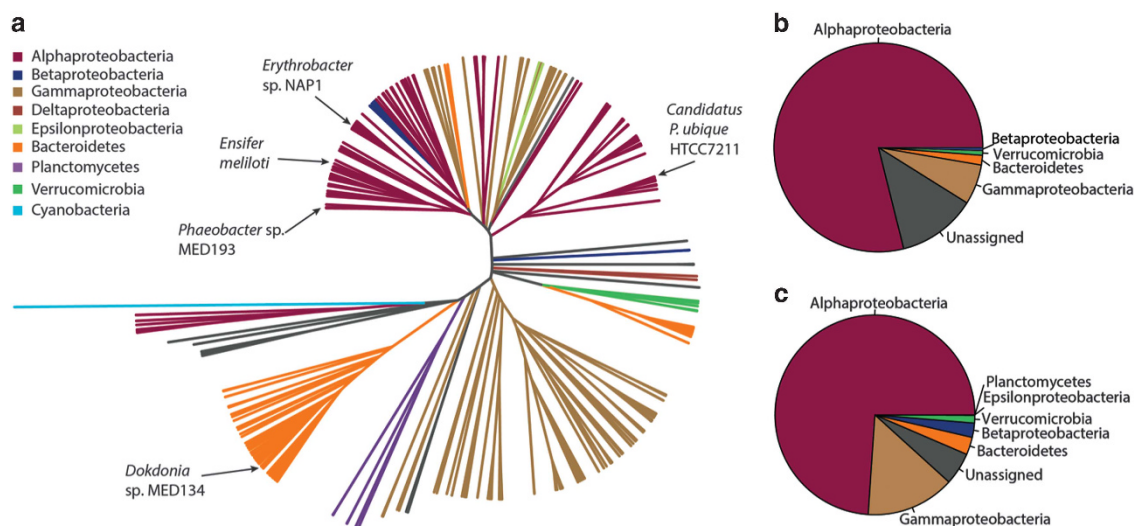 a
Alphaproteobacteria
Betaproteobacteria
Gammaproteobacteria
Deltaproteobacteria
Epsilonproteobacteria
Bacteroidetes
Planctomycetes
Verrucomicrobia
Cyanobacteria
Erythrobacter
sp. NAP1
Ensifer
meliloti
Phaeobacter sp.
MED193
Candidatus
P. ubique
HTCC7211
Dokdonia
sp. MED134
b
Alphaproteobacteria
Betaproteobacteria
Verrucomicrobia
Bacteroidetes
Gammaproteobacteria
Unassigned
c
Alphaproteobacteria
Planctomycetes
Epsilonproteobacteria
Verrucomicrobia
Betaproteobacteria
Bacteroidetes
Unassigned
Gammaproteobacteria